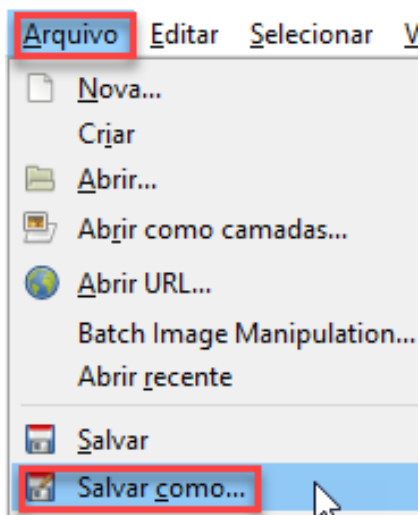 Arquivo Editar Selecionar V
Nova...
Criar
Abrir...
Abrir como camadas...
Abrir URL...
Batch Image Manipulation...
Abrir recente
Salvar
Salvar como...